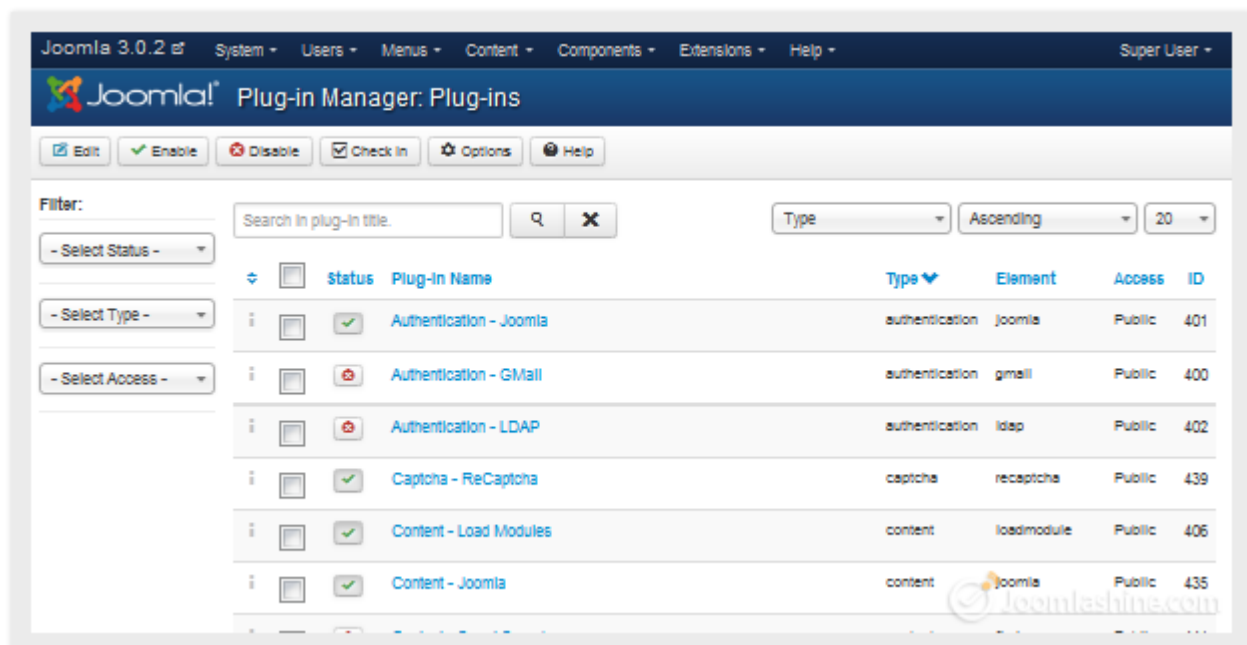 Joomla 3.0.2 System Users Menus Content Components Extensions Help Super User
Joomla! Plug-in Manager: Plug-ins
Edit Enable Disable Check In Options Help
Filter:
Search in plug-in title. Type Ascending 20
- Select Status -
Status Plug-in Name Type Element Access ID
- Select Type -
Authentication - Joomla authentication joomla Public 401
- Select Access -
Authentication - GMail authentication gmail Public 400
Authentication - LDAP authentication ldap Public 402
Captcha - ReCaptcha captcha recaptcha Public 439
Content - Load Modules content loadmodule Public 406
Content - Joomla content joomla Public 435
Joomlashine.com